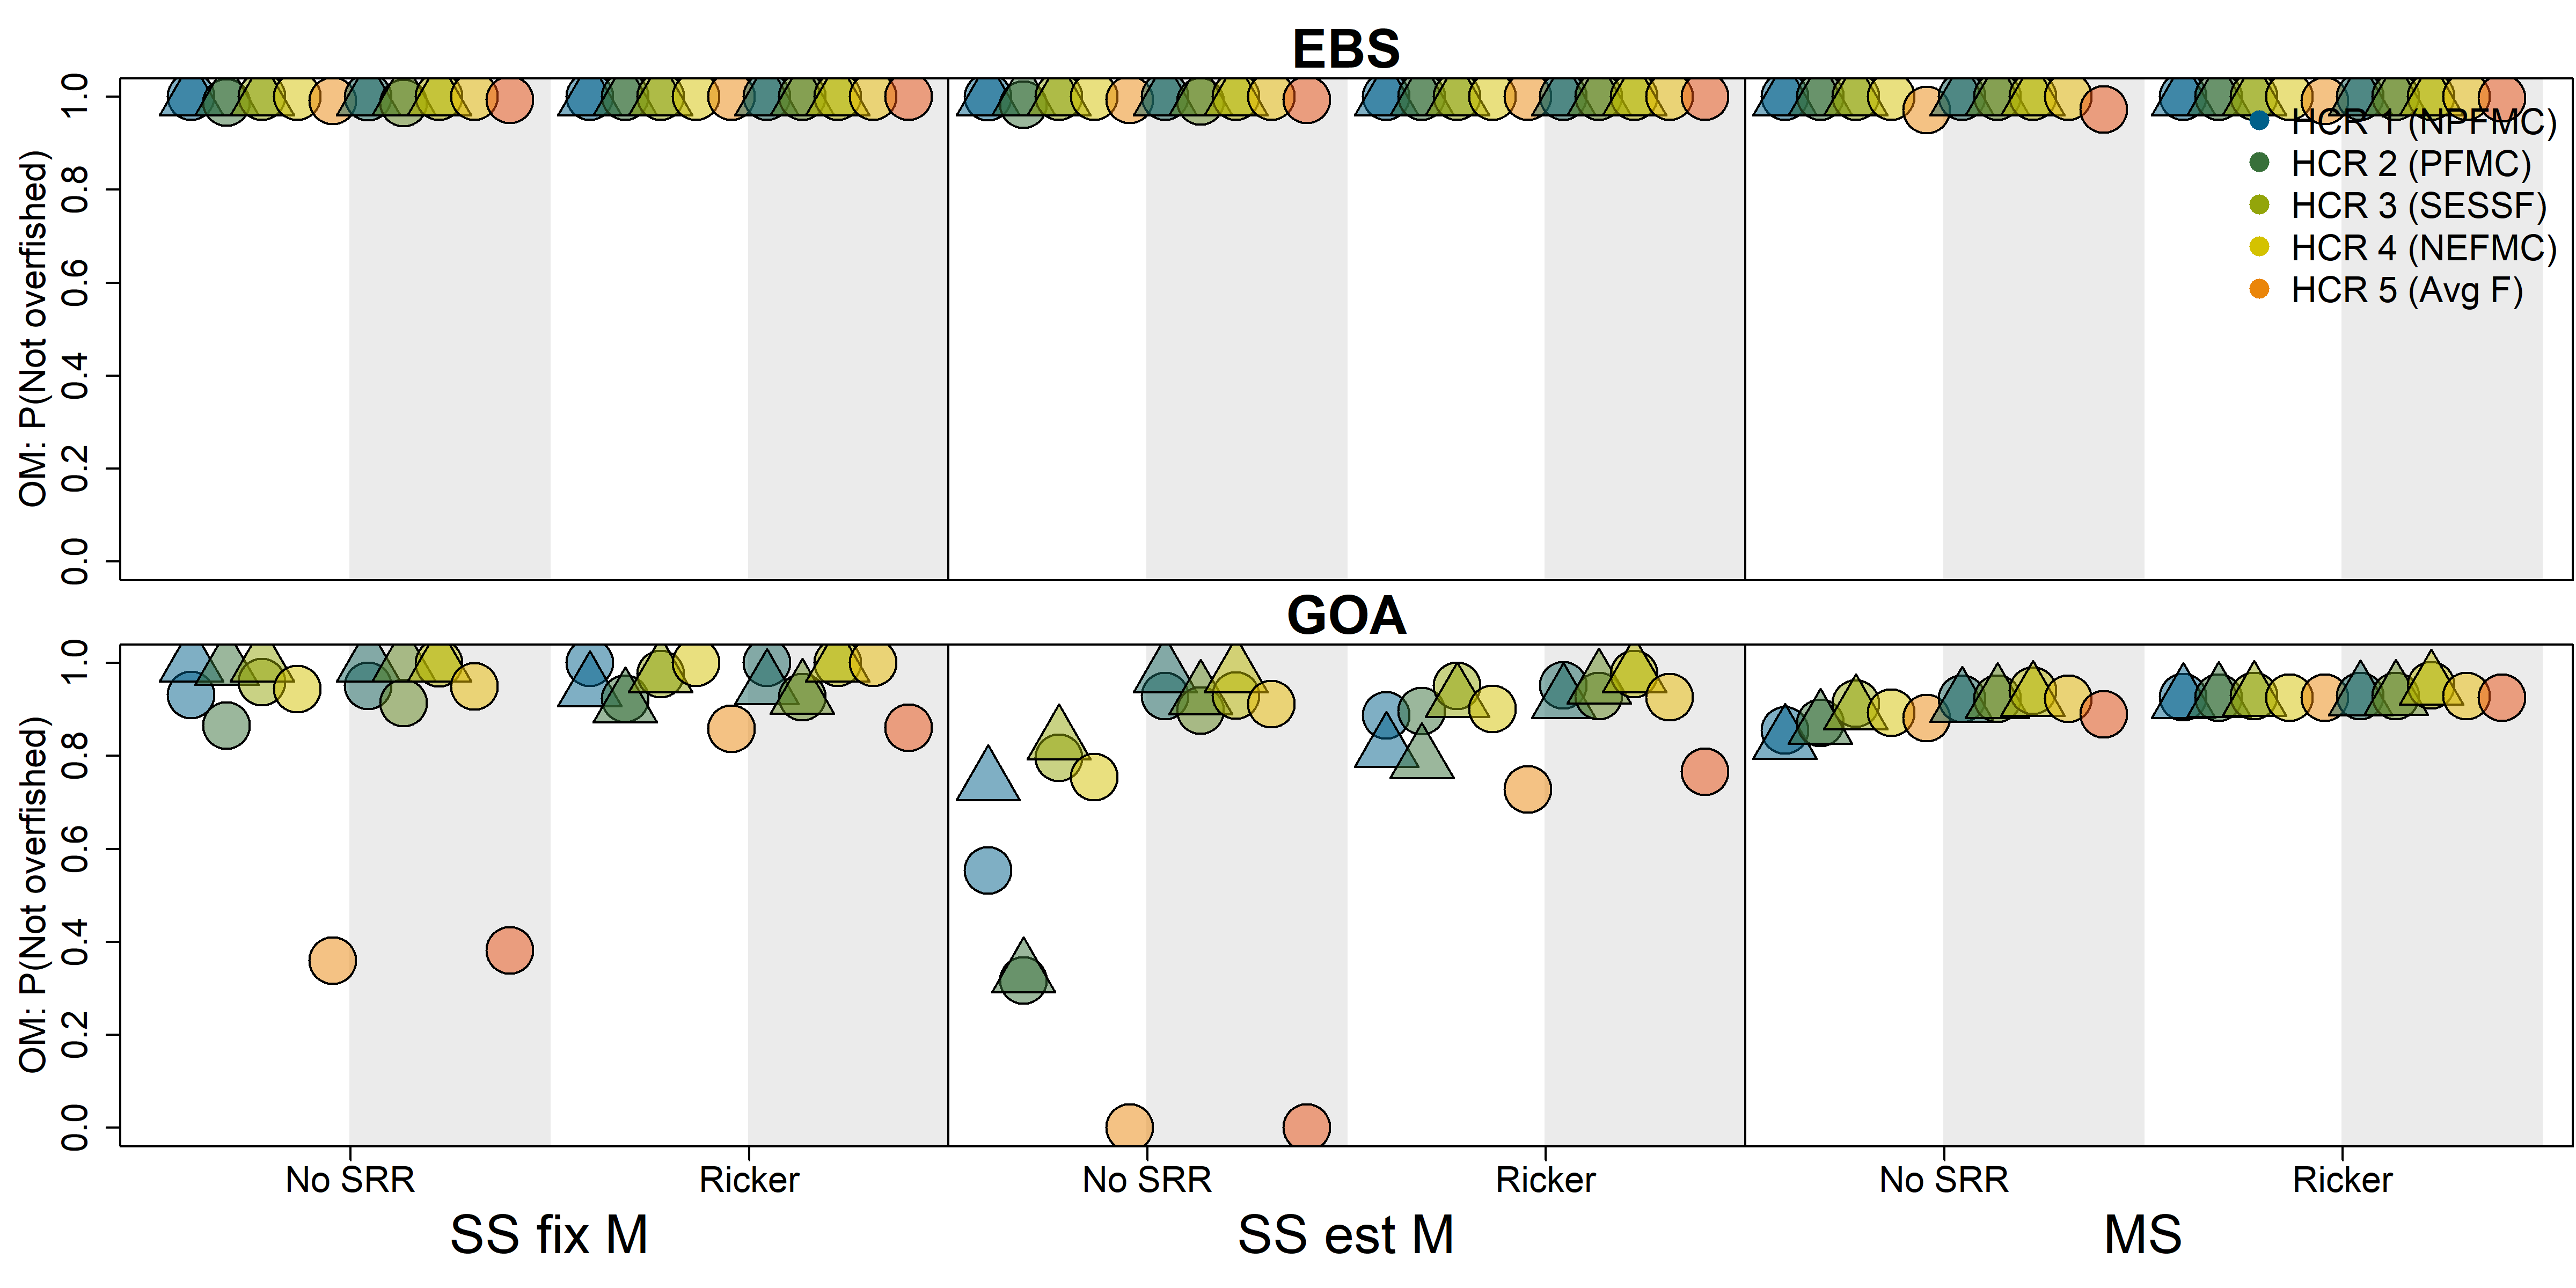 EBS
OM: P(Not overfished)
1.0
0.8
0.6
0.4
0.2
0.0
HCR 1 (NPFMC)
HCR 2 (PFMC)
HCR 3 (SESSF)
HCR 4 (NEFMC)
HCR 5 (Avg F)
GOA
OM: P(Not overfished)
1.0
0.8
0.6
0.4
0.2
0.0
No SRR Ricker No SRR Ricker No SRR Ricker
SS fix M SS est M MS